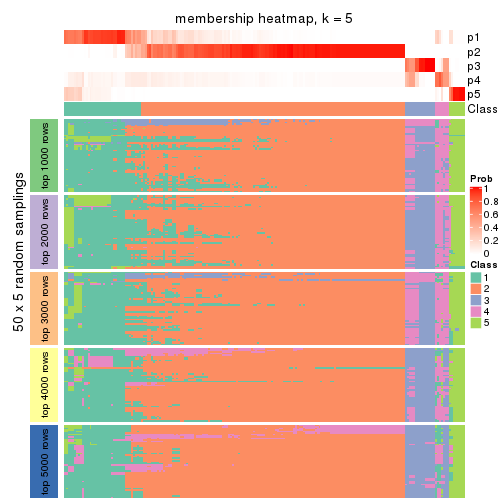 membership heatmap, k = 5
p1
p2
p3
p4
p5
Class
50 x 5 random samplings
top 1000 rows
top 2000 rows
top 3000 rows
top 4000 rows
top 5000 rows
Prob
1
0.8
0.6
0.4
0.2
0
Class
1
2
3
4
5